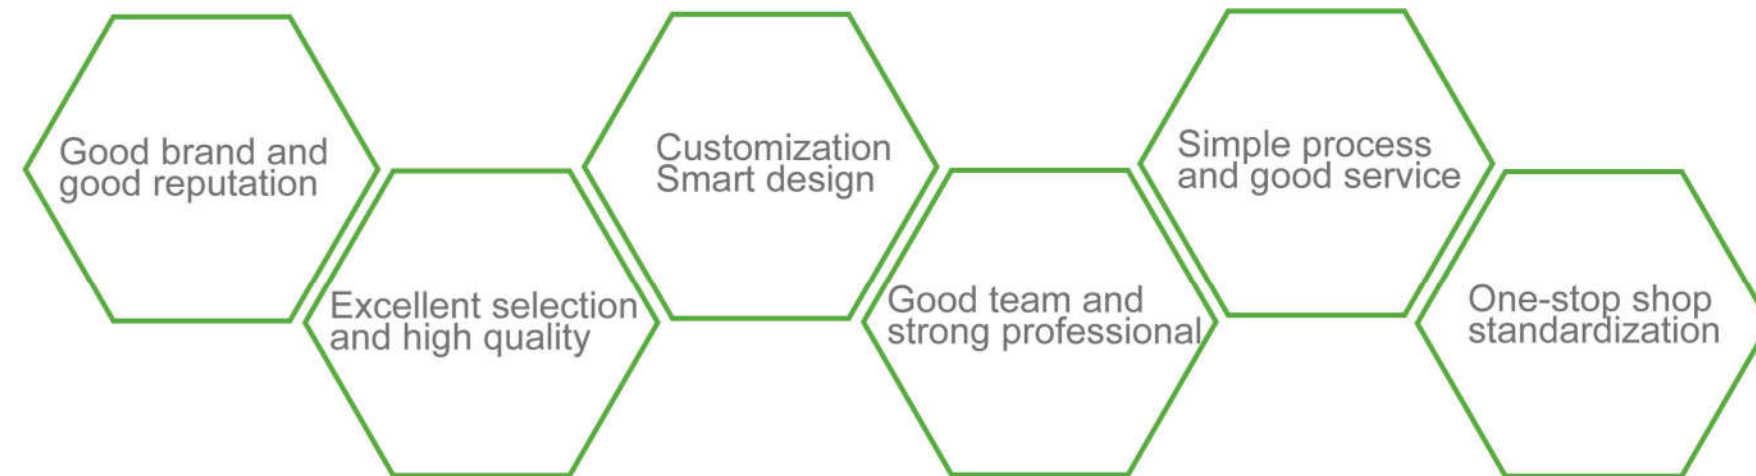 Good brand and
good reputation
Excellent selection
and high quality
Customization
Smart design
Good team and
strong professional
Simple process
and good service
One-stop shop
standardization